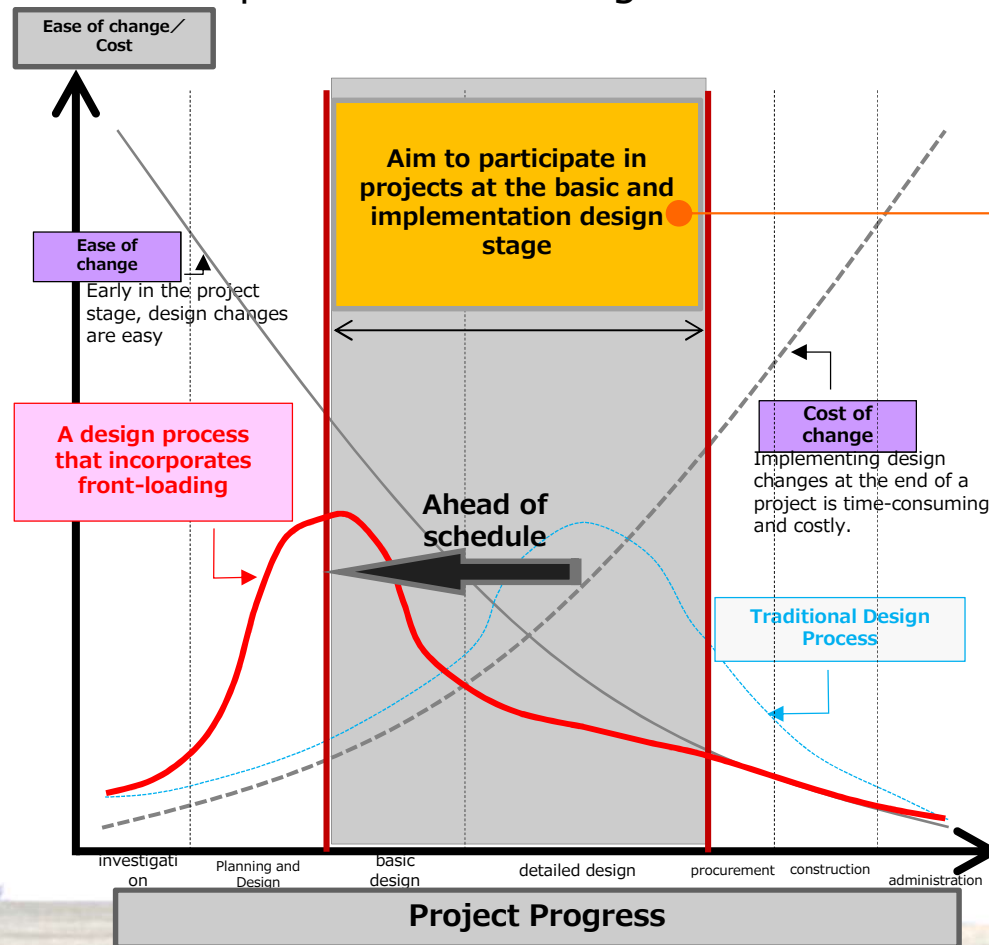 Ease of change／
Cost
Aim to participate in
projects at the basic and
implementation design
stage
Ease of
change
Early in the project
stage, design changes
are easy
A design process
that incorporates
front-loading
Ahead of
schedule
Cost of
change
Implementing design
changes at the end of a
project is time-consuming
and costly.
Traditional Design
Process
investigati
on
Planning and
Design
basic
design
detailed design
procurement
construction
administration
Project Progress